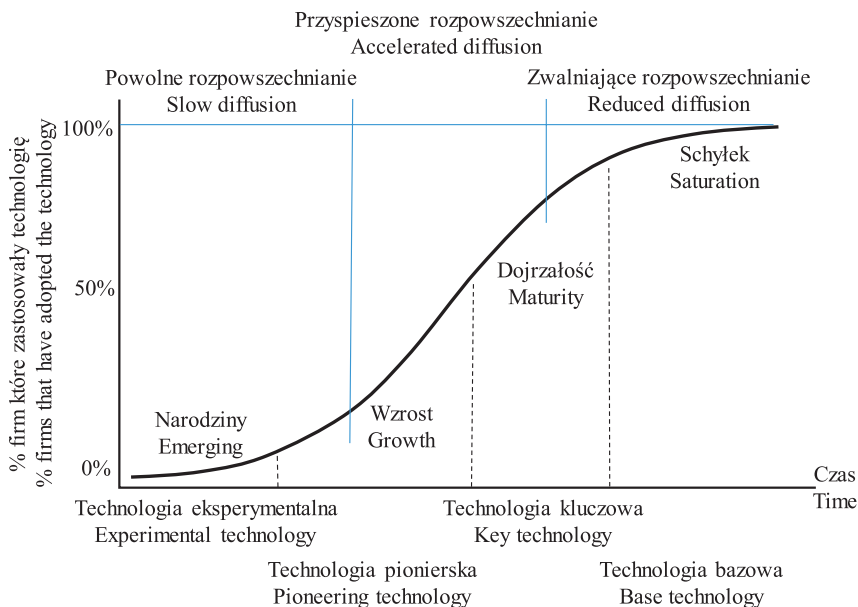 Przyspieszone rozpowszechnianie
Accelerated diffusion
Powolne rozpowszechnianie
Slow diffusion
Zwalniające rozpowszechnianie
Reduced diffusion
% firm które zastosowały technologię
% firms that have adopted the technology
100%
50%
0%
Schyłek
Saturation
Dojrzałość
Maturity
Wzrost
Growth
Narodziny
Emerging
Czas
Time
Technologia eksperymentalna
Experimental technology
Technologia kluczowa
Key technology
Technologia pionierska
Pioneering technology
Technologia bazowa
Base technology